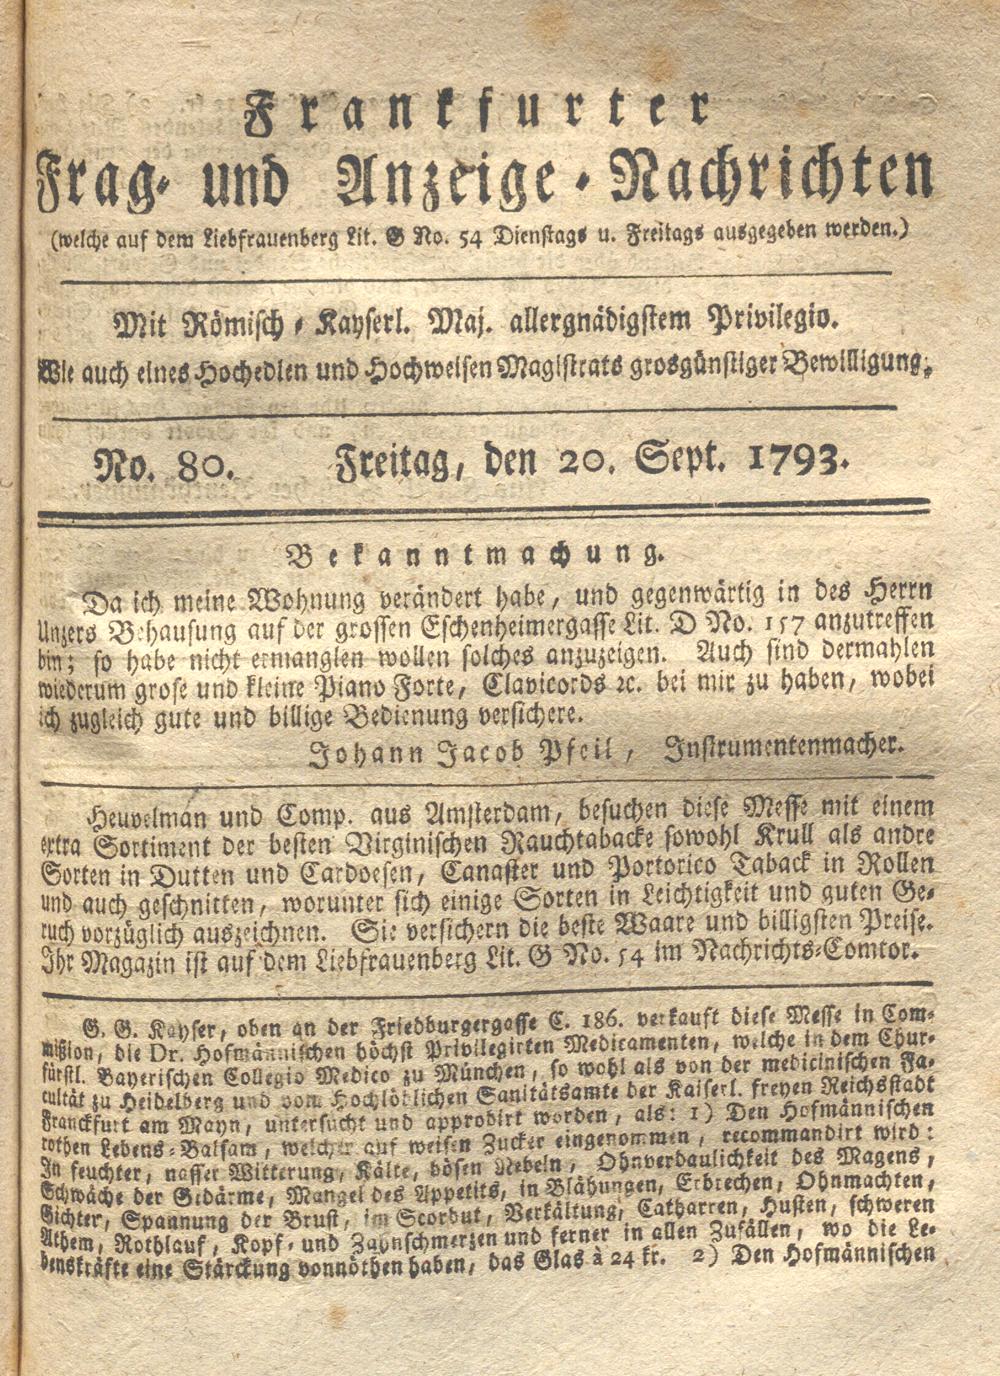 Frankfurter
Frag- und Anzeige-Nachrichten
(welche auf dem Liebfrauenberg Lit. G No. 54 Dienstags u. Freitags ausgegeben werden.)
Mit Römisch-Kayserl. Maj. allergnädigstem Privilegio.
Wie auch eines Hochedlen und Hochweisen Magistrats grosgünstiger Bewilligung.
No. 80. Freitag, den 20. Sept. 1793.
Bekanntmachung.
Da ich meine Wohnung verändert habe, und gegenwärtig in des Herrn
Unzers Behausung auf der grossen Eschenheimergasse Lit. D No. 157 anzutreffen
bin; so habe nicht ermanglen wollen solches anzuzeigen. Auch sind dermahlen
wiederum grose und kleine Piano Forte, Clavicords ꝛc. bei mir zu haben, wobei
ich zugleich gute und billige Bedienung versichere.
Johann Jacob Pfeil, Instrumentenmacher.
Heuvelman und Comp. aus Amsterdam, besuchen diese Messe mit einem
extra Sortiment der besten Virginischen Rauchtabacke sowohl Krull als andre
Sorten in Dutten und Cardoesen, Canaster und Portorico Taback in Rollen
und auch geschnitten, worunter sich einige Sorten in Leichtigkeit und guten Ge-
ruch vorzüglich auszeichnen. Sie versichern die beste Waare und billigsten Preise.
Ihr Magazin ist auf dem Liebfrauenberg Lit. G No. 54 im Nachrichts-Comtor.
G. G. Kayser, oben an der Friedburgergasse C. 186. verkauft diese Messe in Com-
mißion, die Dr. Hofmännischen höchst Privilegirten Medicamenten, welche in dem Chur-
fürstl. Bayerischen Collegio Medico zu München, so wohl als von der medicinischen Fa-
cultät zu Heidelberg und vom Hochlöblichen Sanitätsamte der Kaiserl. freyen Reichsstadt
Franckfurt am Mayn, untersucht und approbirt worden, als: 1) Den Hofmännischen
rothen Lebens-Balsam, welcher auf weisen Zucker eingenommen, recommandirt wird:
In feuchter, nasser Witterung, Kälte, bösen Nebeln, Ohnverdaulichkeit des Magens,
Schwäche der Gedärme, Mangel des Appetits, in Blähungen, Erbrechen, Ohnmachten,
Gichter, Spannung der Brust, im Scorbut, Verkältung, Catharren, Husten, schweren
Athem, Rothlauf, Kopf- und Zahnschmerzen und ferner in allen Zufällen, wo die Le-
benskräfte eine Stärckung vonnöthen haben, das Glas à 24 kr. 2) Den Hofmännischen